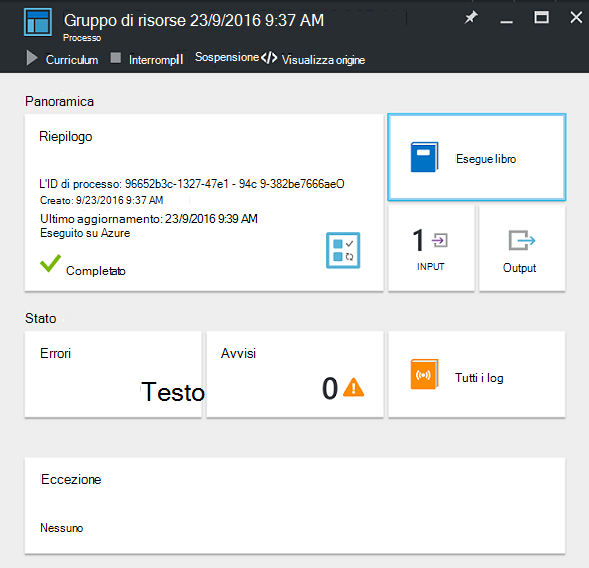 Gruppo di risorse 23/9/2016 9:37 AM
Processo
Curriculum InterrompII Sospensione </> Visualizza origine
Panoramica
Riepilogo
L'ID di processo: 96652b3c-1327-47e1 - 94c 9-382be7666aeO
Creato: 9/23/2016 9:37 AM
Ultimo aggiornamento: 23/9/2016 9:39 AM
Eseguito su Azure
Completato
Esegue libro
1
INPUT
Output
Stato
Errori
Testo
Avvisi
0
Tutti i log
Eccezione
Nessuno